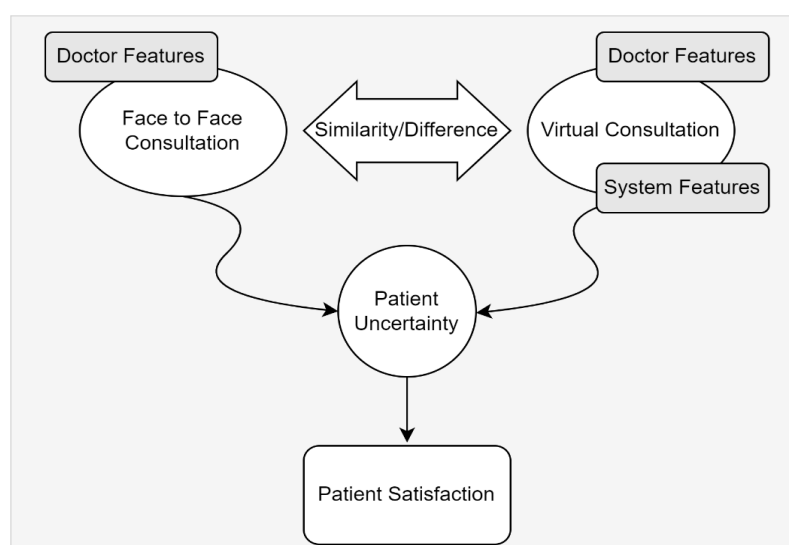 Doctor Features
Face to Face
Consultation
Similarity/Difference
Doctor Features
Virtual Consultation
System Features
Patient
Uncertainty
Patient Satisfaction